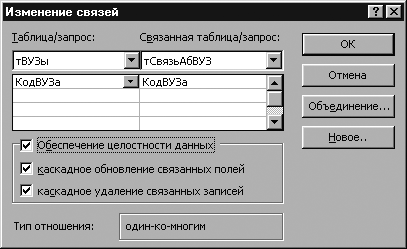 Изменение связей
Таблица/запрос: Связанная таблица/запрос:
тВУЗы тСвязьАбВУЗ
КодВУЗа КодВУЗа
Обеспечение целостности данных
каскадное обновление связанных полей
каскадное удаление связанных записей
Тип отношения: один-ко-многим
OK
Отмена
Объединение...
Новое..